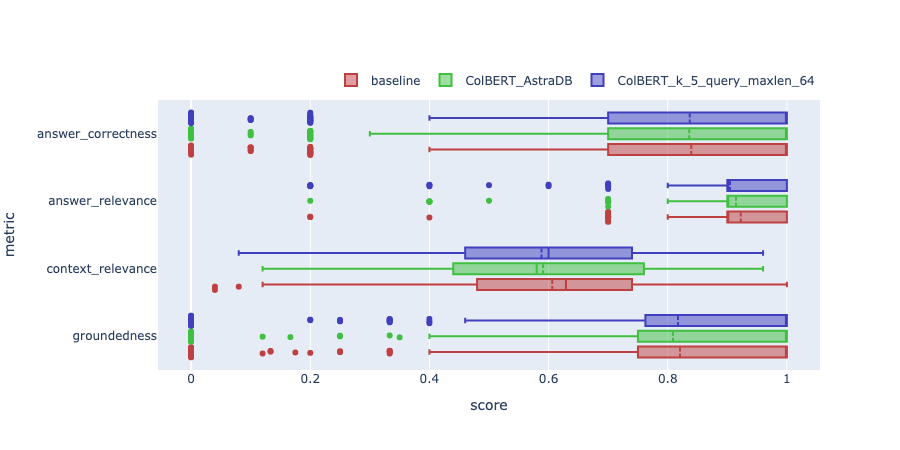 baseline ColBERT_AstraDB ColBERT_k_5_query_maxlen_64
answer_correctness
answer_relevance
context_relevance
groundedness
metric
0 0.2 0.4 0.6 0.8 1
score